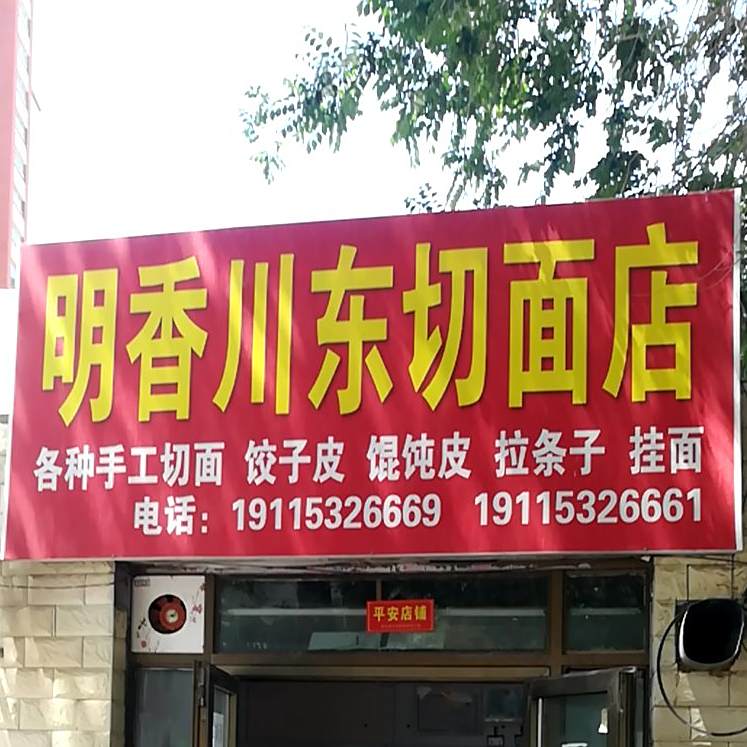 明香川东切面店
各种手工切面 饺子皮 馄饨皮 拉条子 挂面
电话：19115326669 19115326661
平安店铺